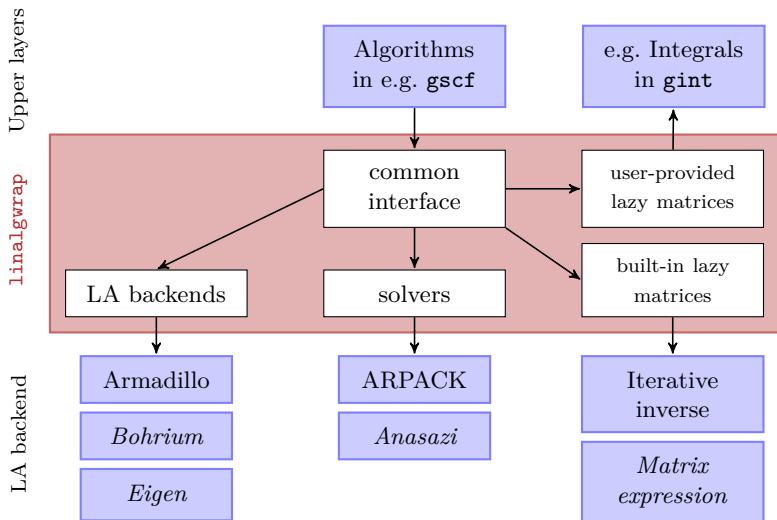 Upper layers
Algorithms
in e.g. gscf
e.g. Integrals
in gint
linalgwrap
common
interface
user-provided
lazy matrices
LA backends
solvers
built-in lazy
matrices
LA backend
Armadillo
Bohrium
Eigen
ARPACK
Anasazi
Iterative
inverse
Matrix
expression